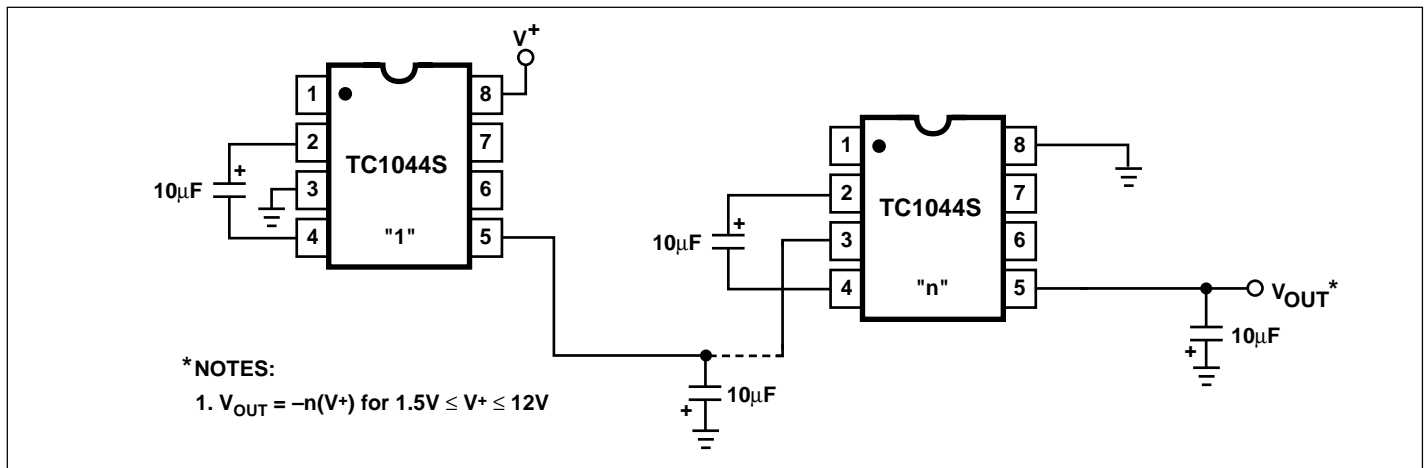 V+
1
8
2
7
TC1044S
+
10µF
3
6
4
"1"
5
1
8
2
7
TC1044S
+
10µF
3
6
4
"n"
5
VOUT*
10µF
+
10µF
+
*NOTES:
1. VOUT = –n(V+) for 1.5V ≤ V+ ≤ 12V